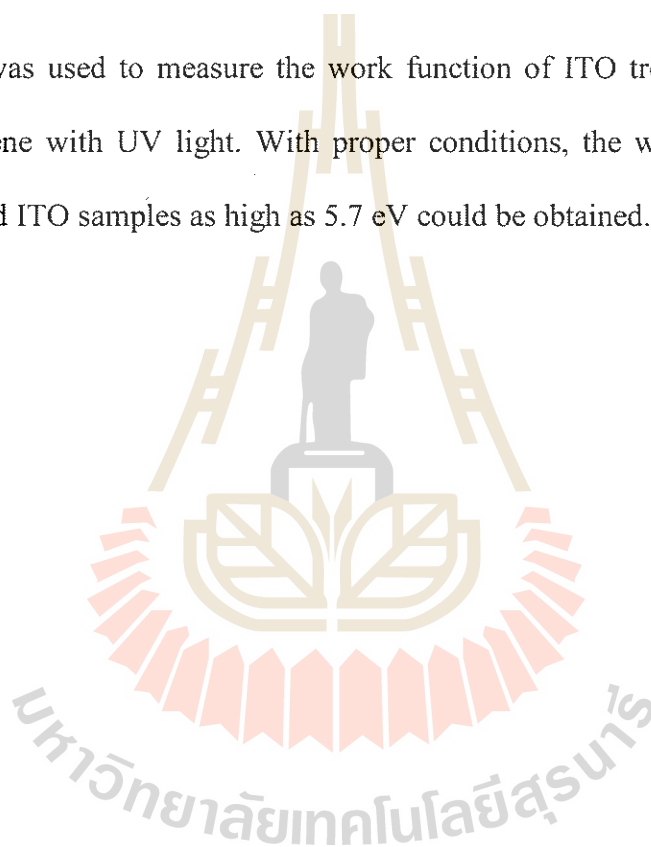 was used to measure the work function of ITO tre
ene with UV light. With proper conditions, the w
d ITO samples as high as 5.7 eV could be obtained.
มหาวิทยาลัยเทคโนโลยีสุรนารี